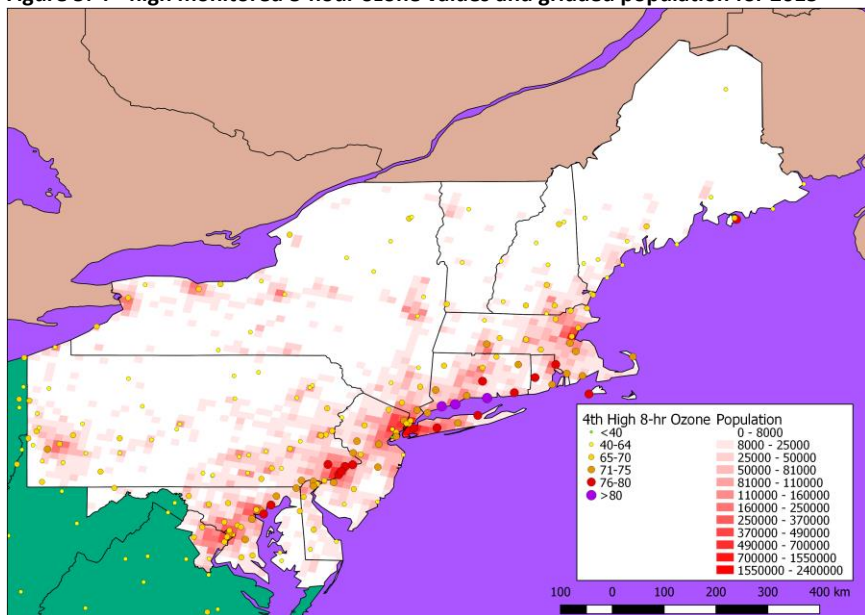 4th High 8-hr Ozone Population
<40 0 - 8000
40-64 8000 - 25000
65-70 25000 - 50000
71-75 50000 - 81000
76-80 81000 - 110000
>80 110000 - 160000
160000 - 250000
250000 - 370000
370000 - 490000
490000 - 700000
700000 - 1550000
1550000 - 2400000
100 0 100 200 300 400 km